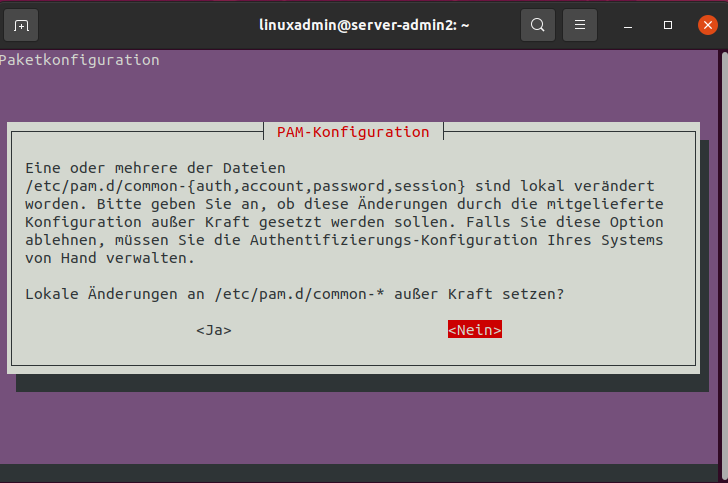 linuxadmin@server-admin2: ~
Paketkonfiguration
PAM-Konfiguration
Eine oder mehrere der Dateien
/etc/pam.d/common-{auth,account,password,session} sind lokal verändert
worden. Bitte geben Sie an, ob diese Änderungen durch die mitgelieferte
Konfiguration außer Kraft gesetzt werden sollen. Falls Sie diese Option
ablehnen, müssen Sie die Authentifizierungs-Konfiguration Ihres Systems
von Hand verwalten.
Lokale Änderungen an /etc/pam.d/common-* außer Kraft setzen?
<Ja> <Nein>